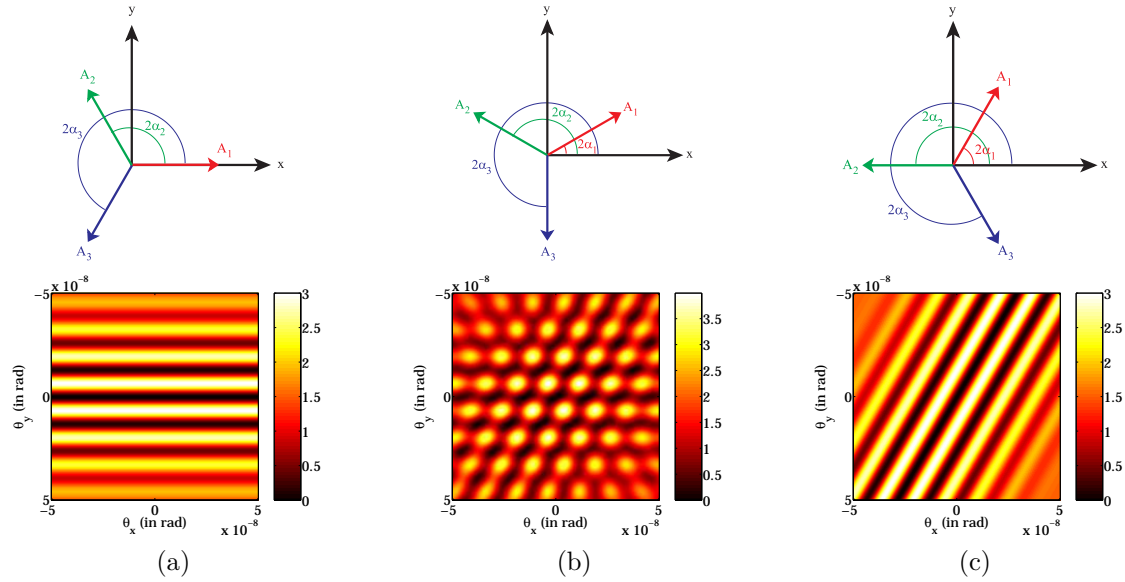 y
A₂
2α₃
2α₂
A₁
x
A₃
y
A₂
2α₂
A₁
2α₁
x
2α₃
A₃
y
A₁
2α₂
2α₁
A₂
x
2α₃
A₃
−5 x 10⁻⁸
θy (in rad)
0
5
−5
0
5
θx (in rad)
x 10⁻⁸
3
2.5
2
1.5
1
0.5
0
−5 x 10⁻⁸
θy (in rad)
0
5
−5
0
5
θx (in rad)
x 10⁻⁸
3.5
3
2.5
2
1.5
1
0.5
0
−5 x 10⁻⁸
θy (in rad)
0
5
−5
0
5
θx (in rad)
x 10⁻⁸
3
2.5
2
1.5
1
0.5
0
(a)
(b)
(c)